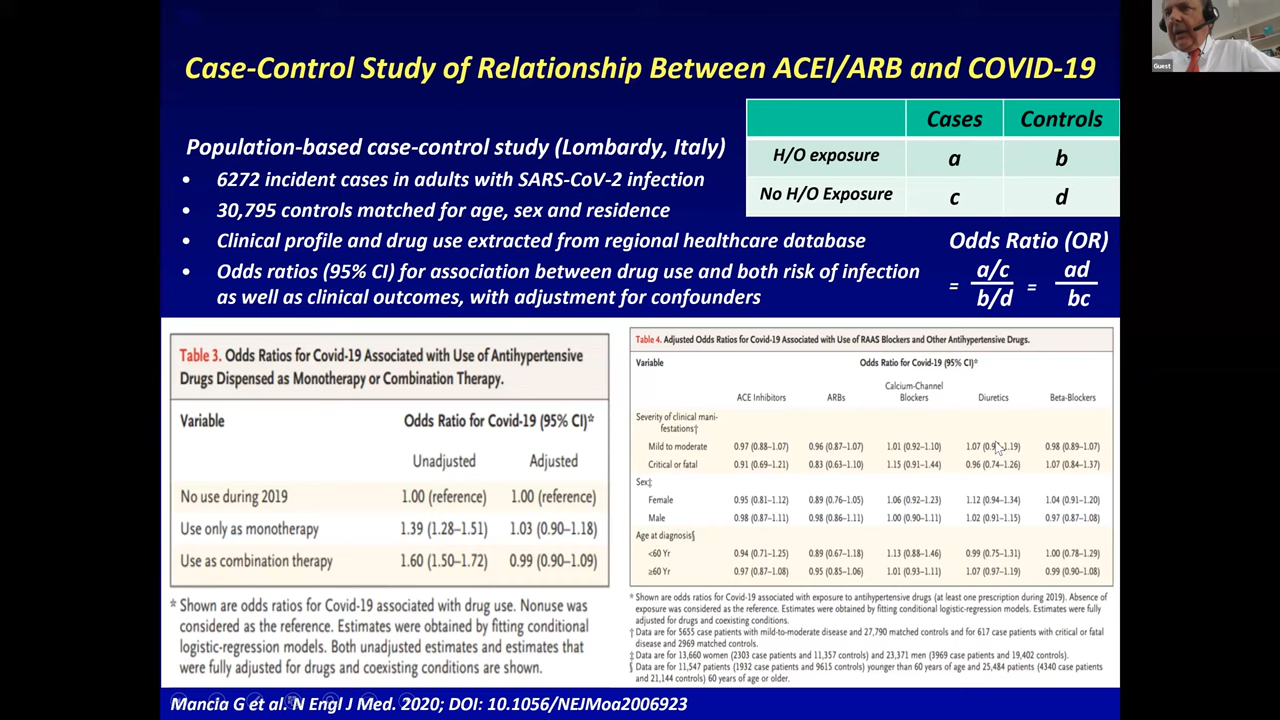 Case-Control Study of Relationship Between ACEI/ARB and COVID-19
Guest
Population-based case-control study (Lombardy, Italy)
• 6272 incident cases in adults with SARS-CoV-2 infection
• 30,795 controls matched for age, sex and residence
• Clinical profile and drug use extracted from regional healthcare database
• Odds ratios (95% CI) for association between drug use and both risk of infection
as well as clinical outcomes, with adjustment for confounders
Cases Controls
H/O exposure a b
No H/O Exposure c d
Odds Ratio (OR)
= a/c = ad
b/d bc
Table 3. Odds Ratios for Covid-19 Associated with Use of Antihypertensive
Drugs Dispensed as Monotherapy or Combination Therapy.
Variable Odds Ratio for Covid-19 (95% CI)*
Unadjusted Adjusted
No use during 2019 1.00 (reference) 1.00 (reference)
Use only as monotherapy 1.39 (1.28–1.51) 1.03 (0.90–1.18)
Use as combination therapy 1.60 (1.50–1.72) 0.99 (0.90–1.09)
* Shown are odds ratios for Covid-19 associated with drug use. Nonuse was
considered as the reference. Estimates were obtained by fitting conditional
logistic-regression models. Both unadjusted estimates and estimates that
were fully adjusted for drugs and coexisting conditions are shown.
Table 4. Adjusted Odds Ratios for Covid-19 Associated with Use of RAAS Blockers and Other Antihypertensive Drugs.
Variable Odds Ratio for Covid-19 (95% CI)*
ACE Inhibitors ARBs Calcium-Channel Blockers Diuretics Beta-Blockers
Severity of clinical mani-
festations†
Mild to moderate 0.97 (0.88–1.07) 0.96 (0.87–1.07) 1.01 (0.92–1.10) 1.07 1.19) 0.98 (0.89–1.07)
Critical or fatal 0.91 (0.69–1.21) 0.83 (0.63–1.10) 1.15 (0.91–1.44) 0.96 (0.74–1.26) 1.07 (0.84–1.37)
Sex‡
Female 0.95 (0.81–1.12) 0.89 (0.76–1.05) 1.06 (0.92–1.23) 1.12 (0.94–1.34) 1.04 (0.91–1.20)
Male 0.98 (0.87–1.11) 0.98 (0.86–1.11) 1.00 (0.90–1.11) 1.02 (0.91–1.15) 0.97 (0.87–1.08)
Age at diagnosis§
<60 Yr 0.94 (0.71–1.25) 0.89 (0.67–1.18) 1.13 (0.88–1.46) 0.99 (0.75–1.31) 1.00 (0.78–1.29)
≥60 Yr 0.97 (0.87–1.08) 0.95 (0.85–1.06) 1.01 (0.93–1.11) 1.07 (0.97–1.19) 0.99 (0.90–1.08)
* Shown are odds ratios for Covid-19 associated with exposure to antihypertensive drugs (at least one prescription during 2019). Absence of
exposure was considered as the reference. Estimates were obtained by fitting conditional logistic-regression models. Estimates were fully
adjusted for drugs and coexisting conditions.
† Data are for 5655 case patients with mild-to-moderate disease and 27,790 matched controls and for 617 case patients with critical or fatal
disease and 2969 matched controls.
‡ Data are for 13,660 women (2303 case patients and 11,357 controls) and 23,371 men (3969 case patients and 19,402 controls).
§ Data are for 11,547 patients (1932 case patients and 9615 controls) younger than 60 years of age and 25,484 patients (4340 case patients
and 21,144 controls) 60 years of age or older.
Mancia G et al. N Engl J Med. 2020; DOI: 10.1056/NEJMoa2006923